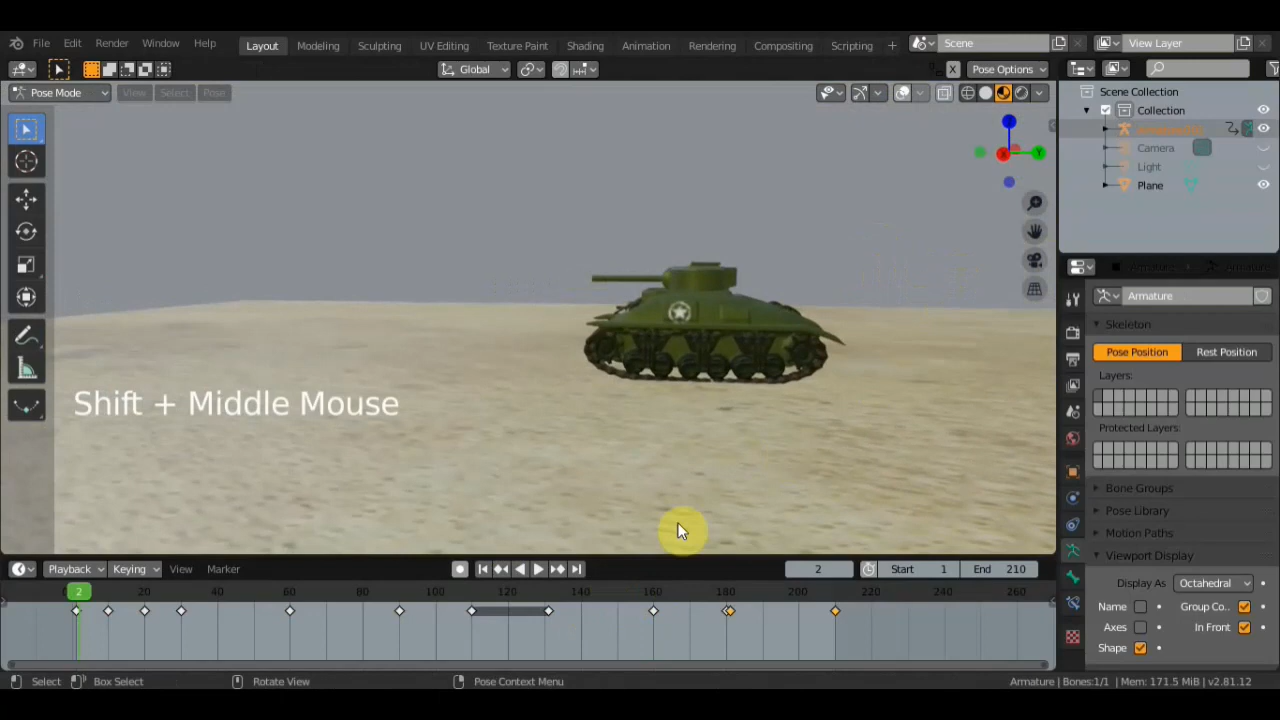 File Edit Render Window Help Layout Modeling Sculpting UV Editing Texture Paint Shading Animation Rendering Compositing Scripting + Scene View Layer
Global X Pose Options
Pose Mode View Select Pose
Scene Collection
Collection
Camera
Light
Plane
Armature
Skeleton
Pose Position Rest Position
Layers:
Protected Layers:
Bone Groups
Pose Library
Motion Paths
Viewport Display
Display As Octahedral
Name Group Co..
Axes In Front
Shape
Shift + Middle Mouse
Playback Keying View Marker 2 Start 1 End 210
2 20 40 60 80 100 120 140 160 180 200 220 240 260
Select Box Select Rotate View Pose Context Menu Armature | Bones:1/1 | Mem: 171.5 MiB | v2.81.12